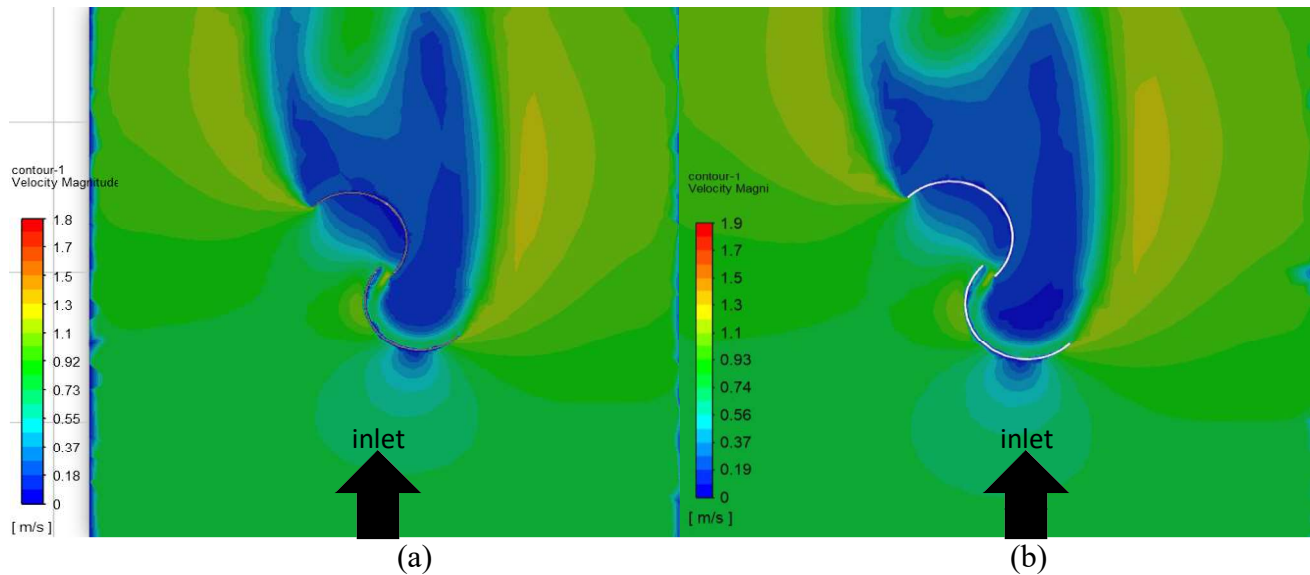 contour-1
Velocity Magnitude
1.8
1.7
1.5
1.3
1.1
0.92
0.73
0.55
0.37
0.18
0
[ m/s ]
inlet
(a)
contour-1
Velocity Magni
1.9
1.7
1.5
1.3
1.1
0.93
0.74
0.56
0.37
0.19
0
[ m/s ]
inlet
(b)